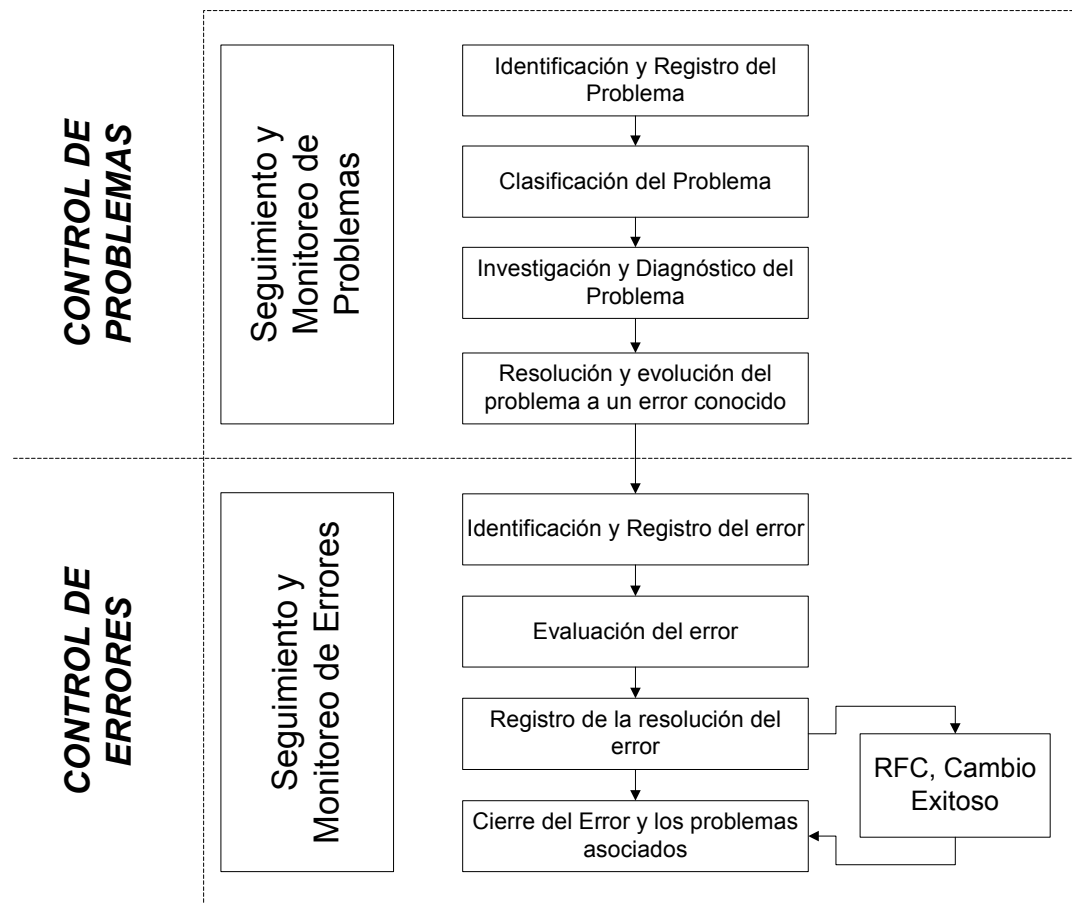 CONTROL DE
PROBLEMAS
Seguimiento y
Monitoreo de
Problemas
Identificación y Registro del
Problema
Clasificación del Problema
Investigación y Diagnóstico del
Problema
Resolución y evolución del
problema a un error conocido
CONTROL DE
ERRORES
Seguimiento y
Monitoreo de Errores
Identificación y Registro del error
Evaluación del error
Registro de la resolución del
error
RFC, Cambio
Exitoso
Cierre del Error y los problemas
asociados